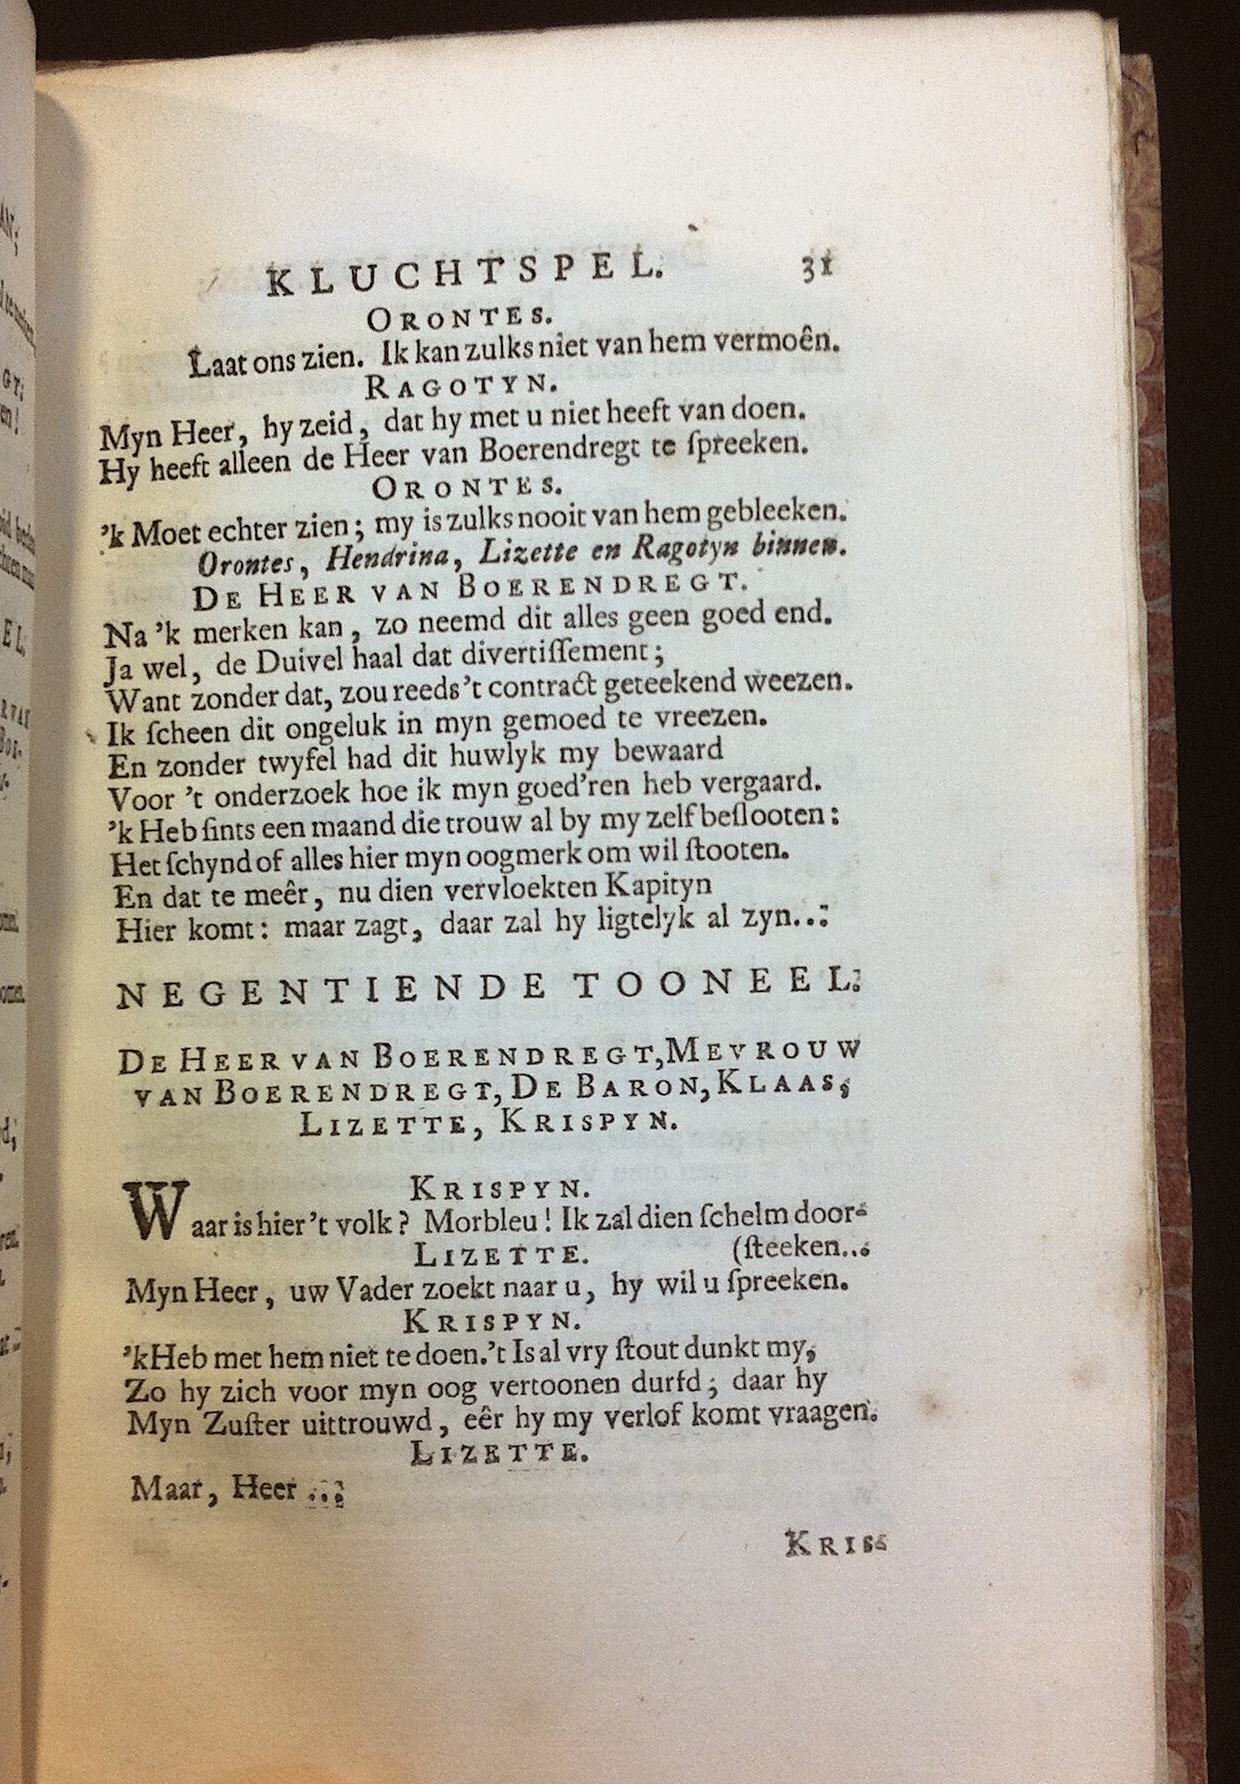 KLUCHTSPEL. 31
ORONTES.
Laat ons zien. Ik kan zulks niet van hem vermoên.
RAGOTYN.
Myn Heer, hy zeid, dat hy met u niet heeft van doen.
Hy heeft alleen de Heer van Boerendregt te ſpreeken.
ORONTES.
'k Moet echter zien; my is zulks nooit van hem gebleeken.
Orontes, Hendrina, Lizette en Ragotyn binnen.
DE HEER VAN BOERENDREGT.
Na 'k merken kan, zo neemd dit alles geen goed end.
Ja wel, de Duivel haal dat divertiſſement;
Want zonder dat, zou reeds 't contract geteekend weezen.
Ik ſcheen dit ongeluk in myn gemoed te vreezen.
En zonder twyfel had dit huwlyk my bewaard
Voor 't onderzoek hoe ik myn goed'ren heb vergaard.
'k Heb ſints een maand die trouw al by my zelf beſlooten:
Het ſchynd of alles hier myn oogmerk om wil ſtooten.
En dat te meêr, nu dien vervloekten Kapityn
Hier komt: maar zagt, daar zal hy ligtelyk al zyn...
NEGENTIENDE TOONEEL.
DE HEER VAN BOERENDREGT, MEVROUW
VAN BOERENDREGT, DE BARON, KLAAS,
LIZETTE, KRISPYN.
KRISPYN.
Waar is hier 't volk? Morbleu! Ik zal dien ſchelm door-
LIZETTE. (ſteeken...
Myn Heer, uw Vader zoekt naar u, hy wil u ſpreeken.
KRISPYN.
'k Heb met hem niet te doen. 't Is al vry ſtout dunkt my,
Zo hy zich voor myn oog vertoonen durfd; daar hy
Myn Zuſter uittrouwd, eêr hy my verlof komt vraagen.
LIZETTE.
Maar, Heer ...
KRIS-